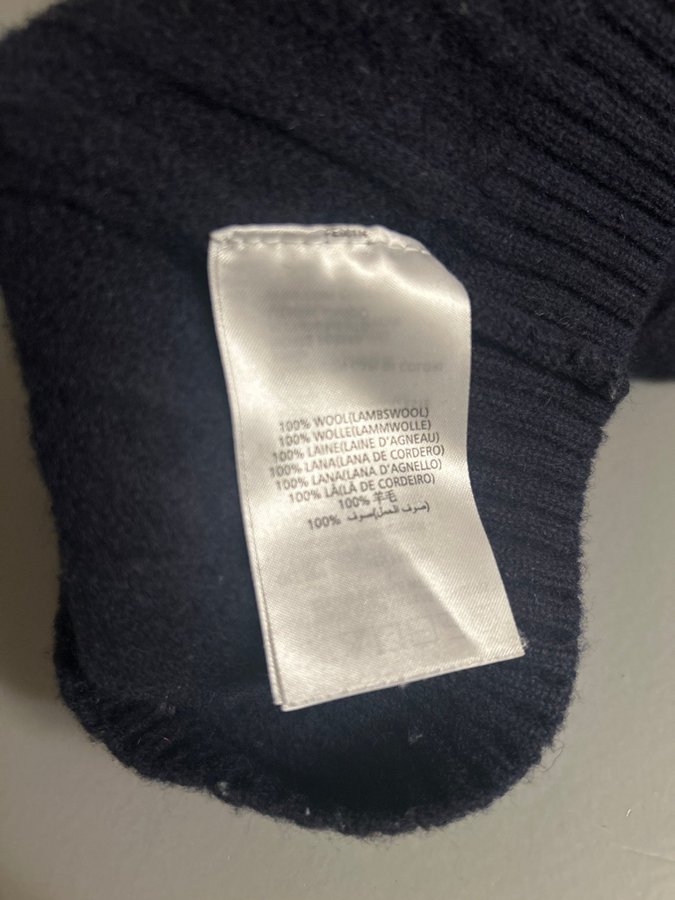 100% WOOL(LAMBSWOOL)
100% WOLLE(LAMMWOLLE)
100% LAINE(LAINE D'AGNEAU)
100% LANA(LANA DE CORDERO)
100% LANA(LANA D'AGNELLO)
100% LÃ(LÃ DE CORDEIRO)
100% 羊毛
100% صوف(صوف الحمل)